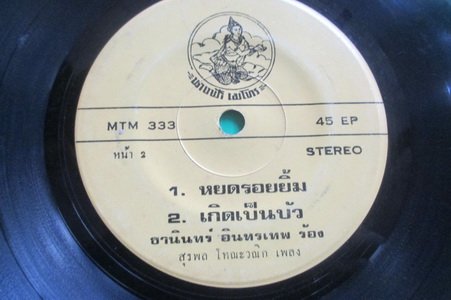 MTM 333
45 EP
หน้า 2
STEREO
1. หยดรอยยิ้ม
2. เกิดเป็นบัว
ธานินทร์ อินทรเทพ ร้อง
สุรพล โทณะวณิก เพลง